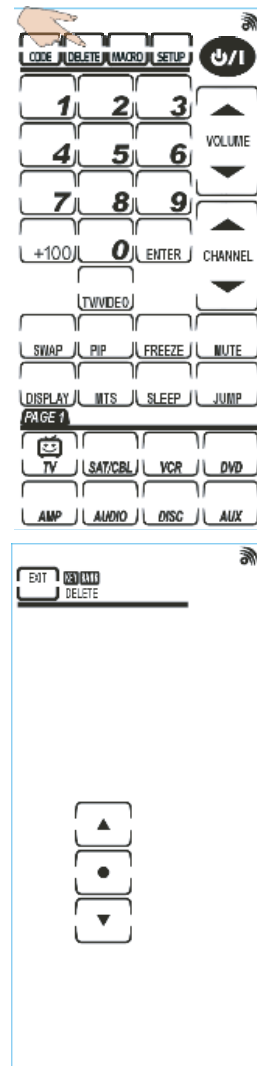 CODE DELETE MACRO SETUP
1 2 3
4 5 6 VOLUME
7 8 9
+100 0 ENTER CHANNEL
TV/VIDEO
SWAP PIP FREEZE MUTE
DISPLAY MTS SLEEP JUMP
PAGE 1
TV SAT/CBL VCR DVD
AMP AUDIO DISC AUX
EXIT KEY NAME
DELETE